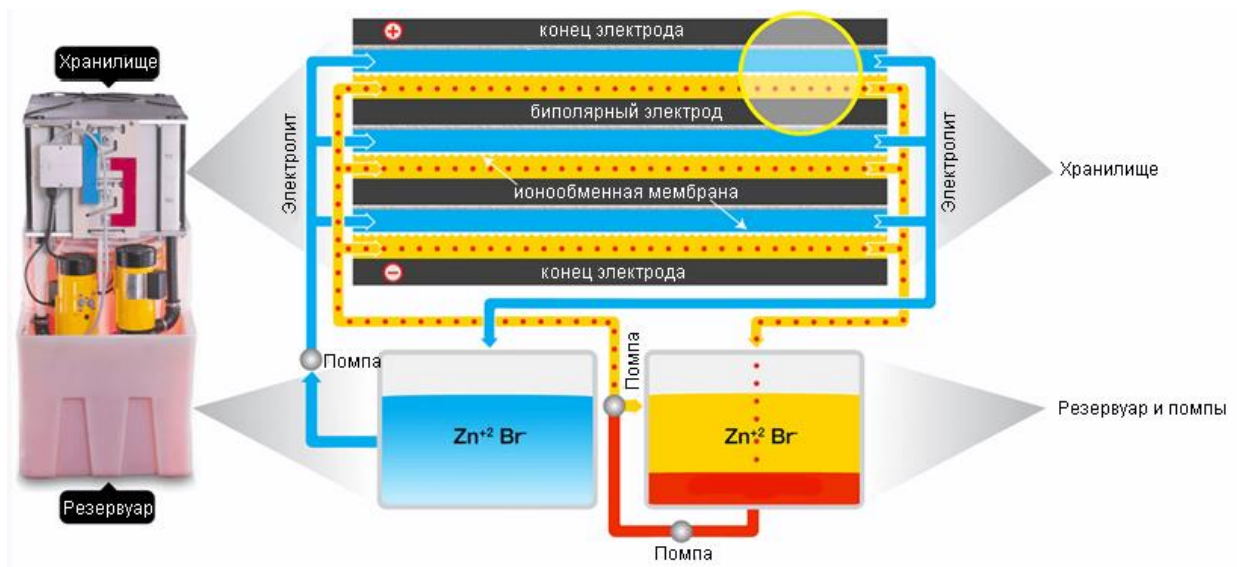 Хранилище
Электролит
+
конец электрода
биполярный электрод
ионообменная мембрана
−
конец электрода
Электролит
Хранилище
Помпа
Помпа
Zn+2 Br-
Zn+2 Br-
Резервуар и помпы
Резервуар
Помпа